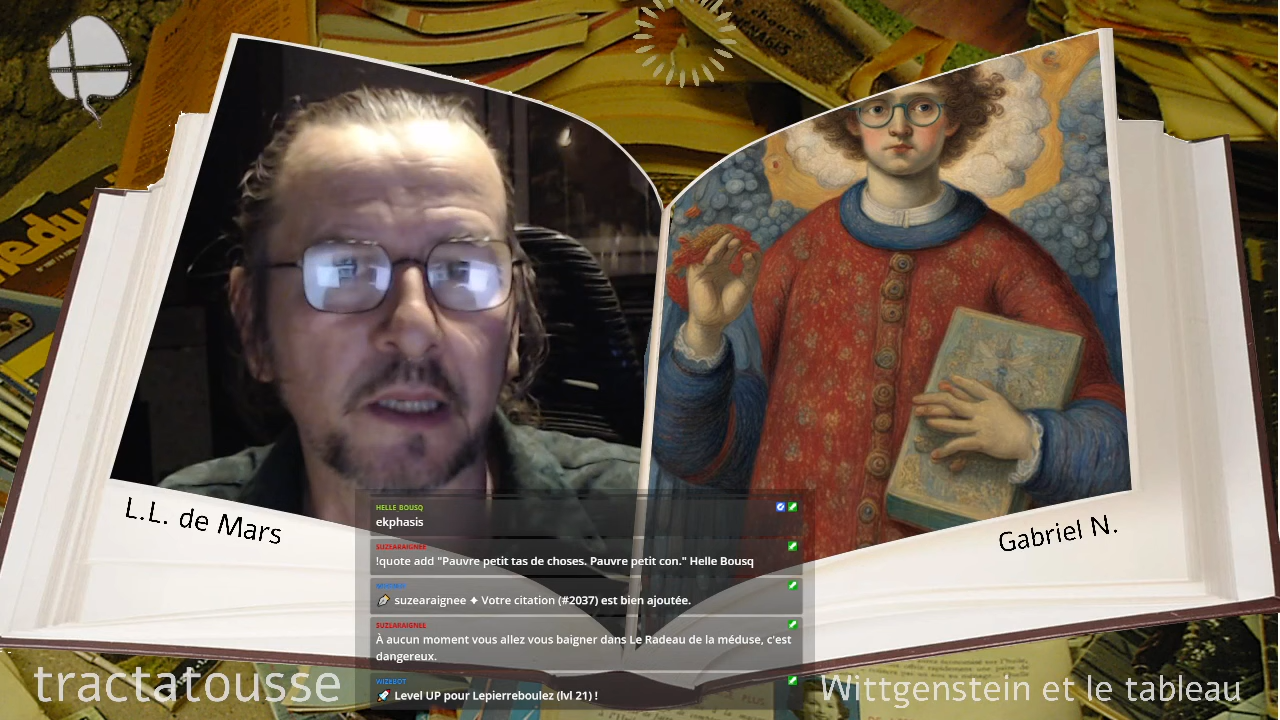 chance
MENAGES
L.L. de Mars
Gabriel N.
HELLE BOUSQ
ekphasis
SUZEARAIGNEE
!quote add "Pauvre petit tas de choses. Pauvre petit con." Helle Bousq
suzearaignee ✦ Votre citation (#2037) est bien ajoutée.
SUZEARAIGNEE
À aucun moment vous allez vous baigner dans Le Radeau de la méduse, c'est
dangereux.
WIZEBOT
Level UP pour Lepierreboulez (lvl 21) !
tractatousse
Wittgenstein et le tableau